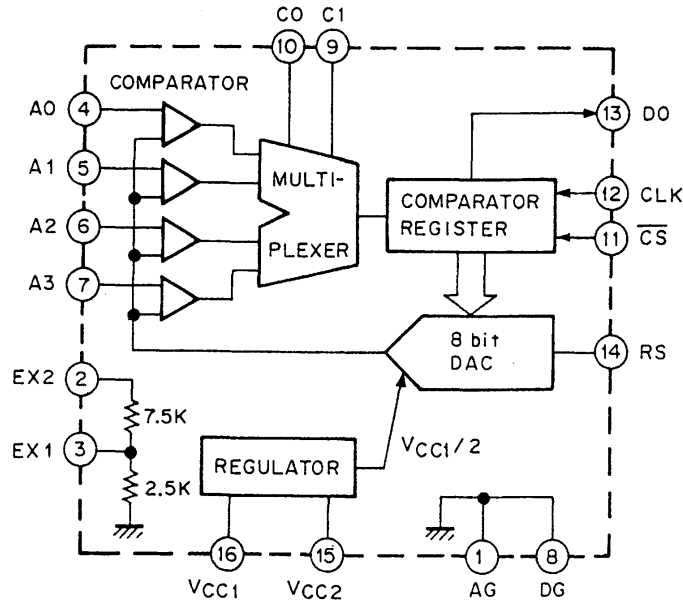 C0 C1
10 9
COMPARATOR
A0 4
13 DO
A1 5
MULTI-
PLEXER
COMPARATOR
REGISTER
12 CLK
A2 6
11 CS
A3 7
8 bit
DAC
14 RS
EX2 2
7.5K
EX1 3
2.5K
VCC1/2
REGULATOR
16 15 1 8
VCC1 VCC2 AG DG